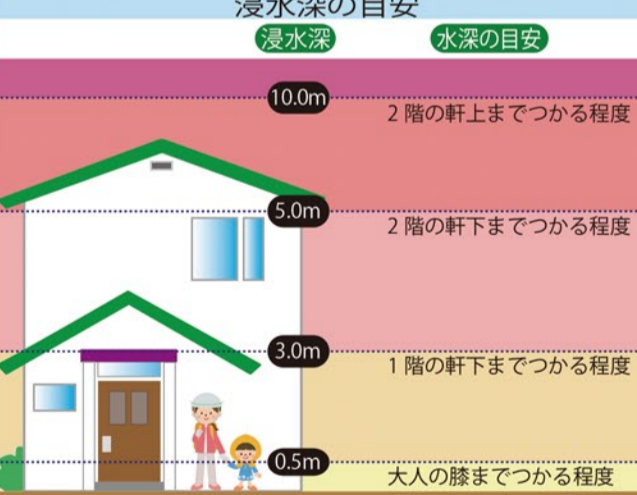 浸水深の目安
浸水深 水深の目安
10.0m
2階の軒上までつかる程度
5.0m
2階の軒下までつかる程度
3.0m
1階の軒下までつかる程度
0.5m
大人の膝までつかる程度